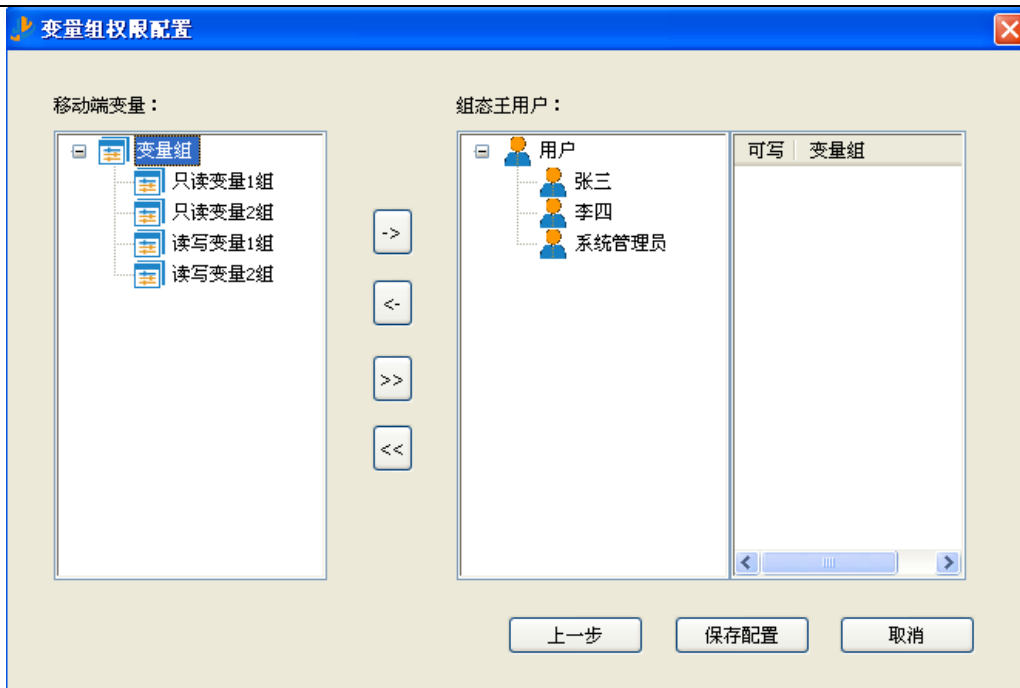 变量组权限配置
移动端变量：
组态王用户：
变量组
只读变量1组
只读变量2组
读写变量1组
读写变量2组
->
<-
>>
<<
用户
张三
李四
系统管理员
可写 变量组
上一步 保存配置 取消